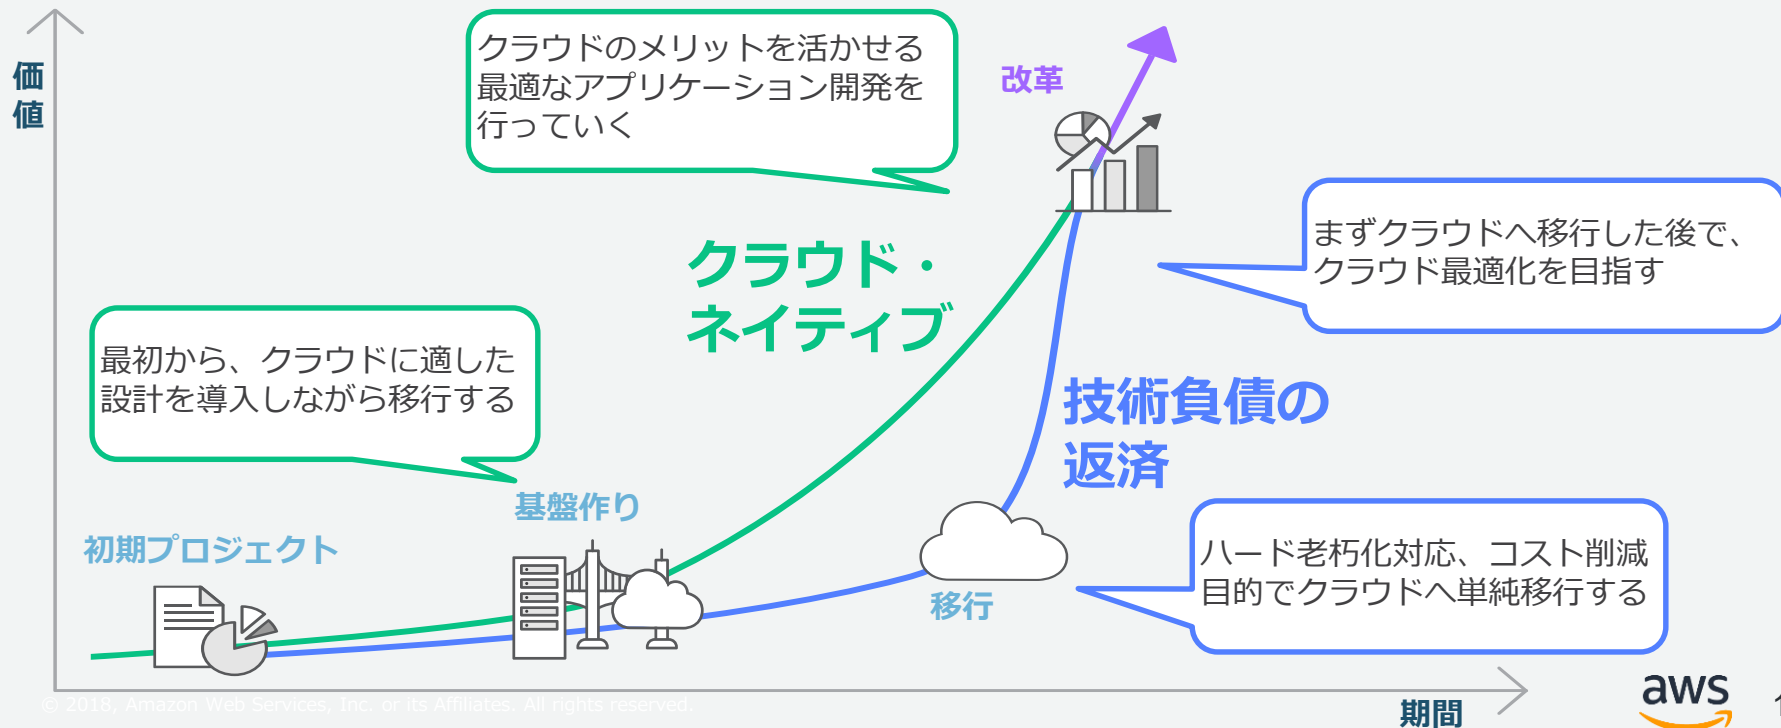 価
値
クラウドのメリットを活かせる
最適なアプリケーション開発を
行っていく
改革
まずクラウドへ移行した後で、
クラウド最適化を目指す
クラウド・
ネイティブ
最初から、クラウドに適した
設計を導入しながら移行する
技術負債の
返済
基盤作り
初期プロジェクト
移行
ハード老朽化対応、コスト削減
目的でクラウドへ単純移行する
© 2018, Amazon Web Services, Inc. or its Affiliates. All rights reserved.
期間
aws